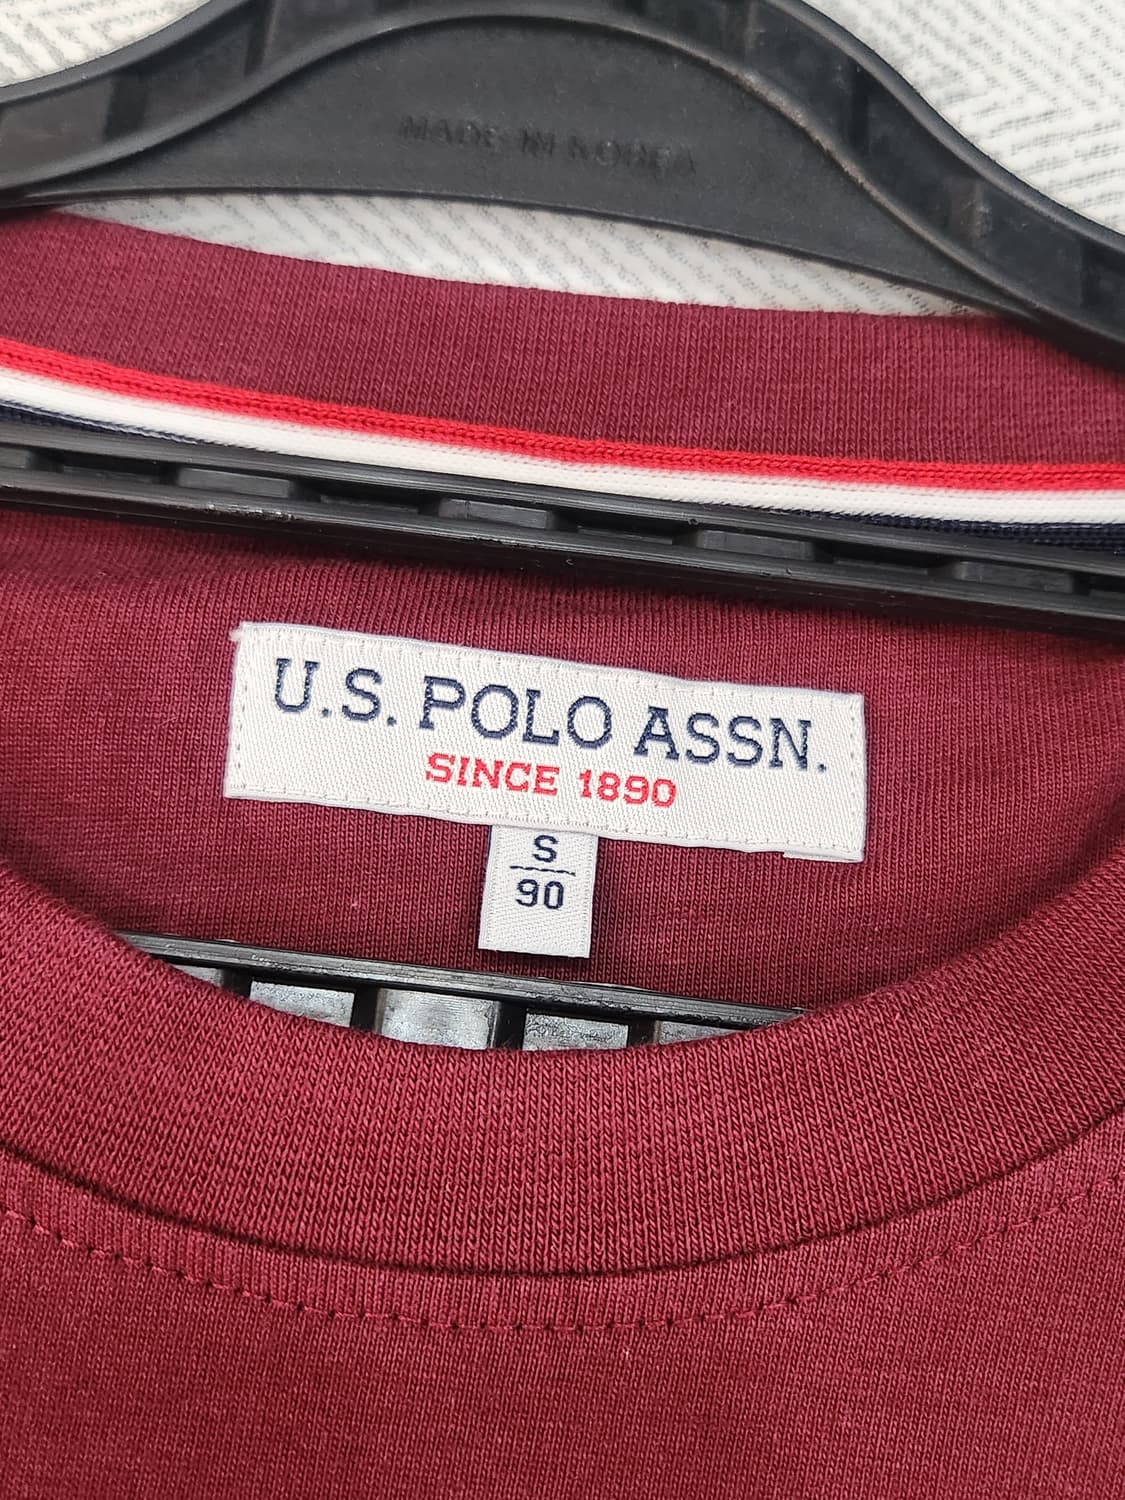 MADE IN KOREA
U.S. POLO ASSN.
SINCE 1890
S
90